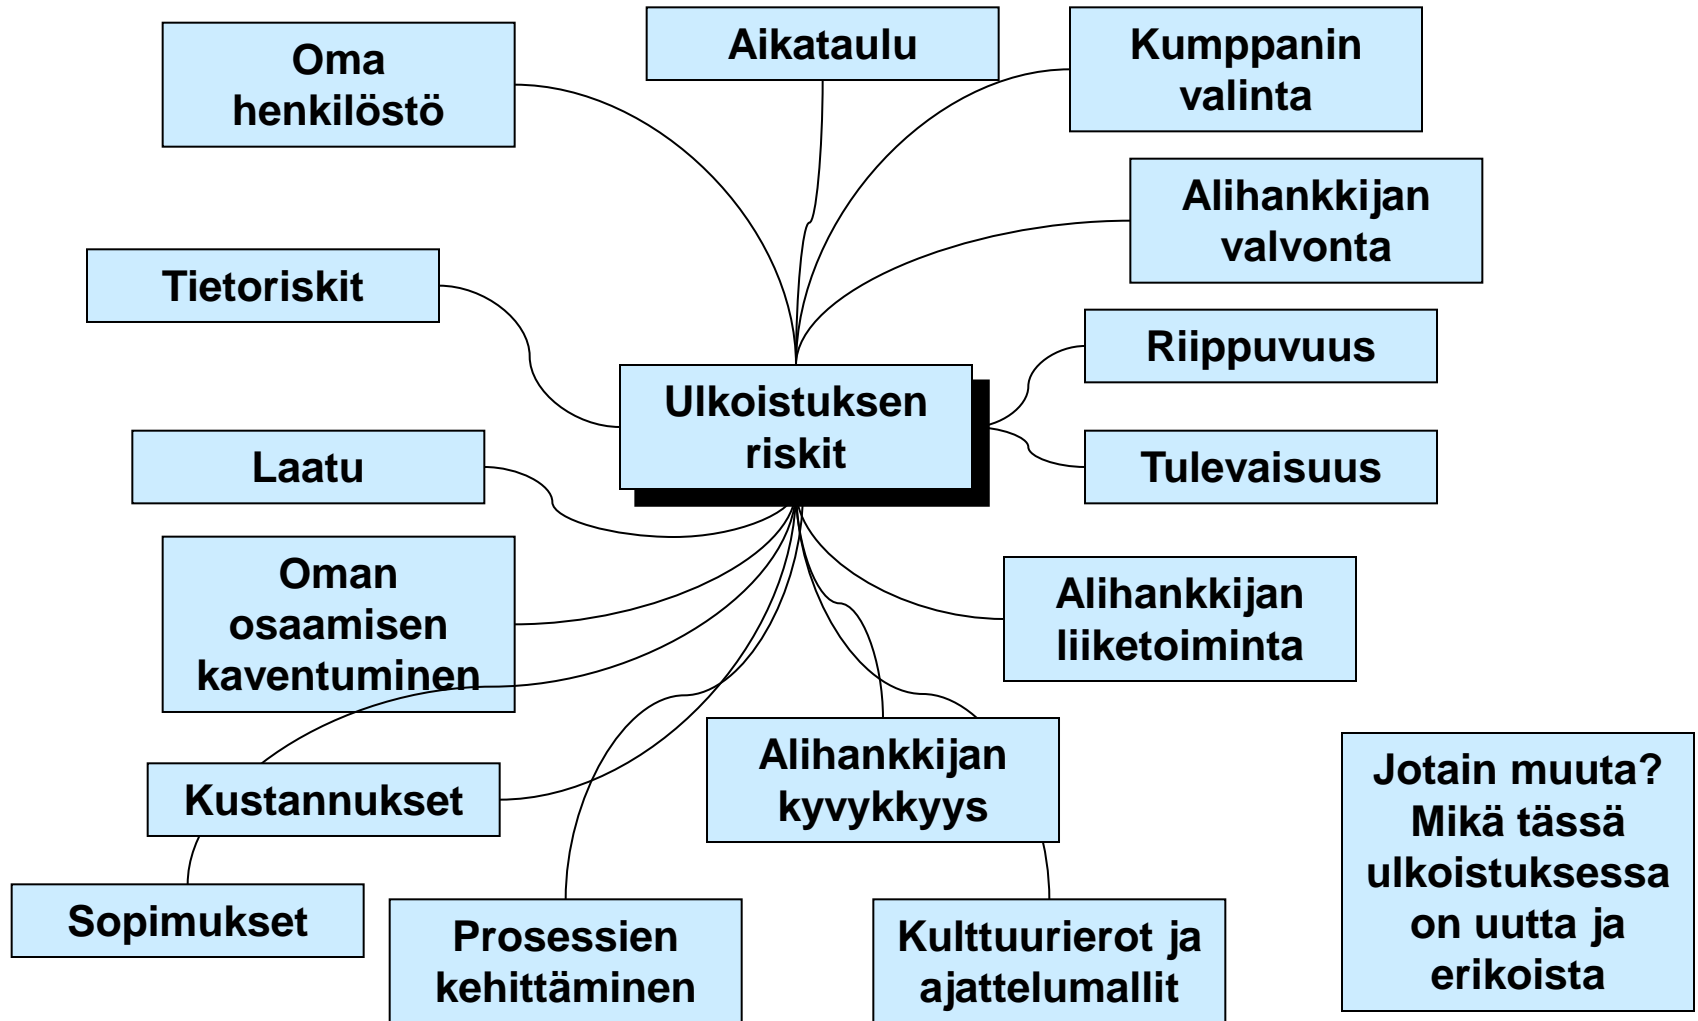 Oma
henkilöstö
Aikataulu
Kumppanin
valinta
Alihankkijan
valvonta
Tietoriskit
Riippuvuus
Ulkoistuksen
riskit
Laatu
Tulevaisuus
Oman
osaamisen
kaventuminen
Alihankkijan
liiketoiminta
Kustannukset
Alihankkijan
kyvykkyys
Jotain muuta?
Mikä tässä
ulkoistuksessa
on uutta ja
erikoista
Sopimukset
Prosessien
kehittäminen
Kulttuurierot ja
ajattelumallit